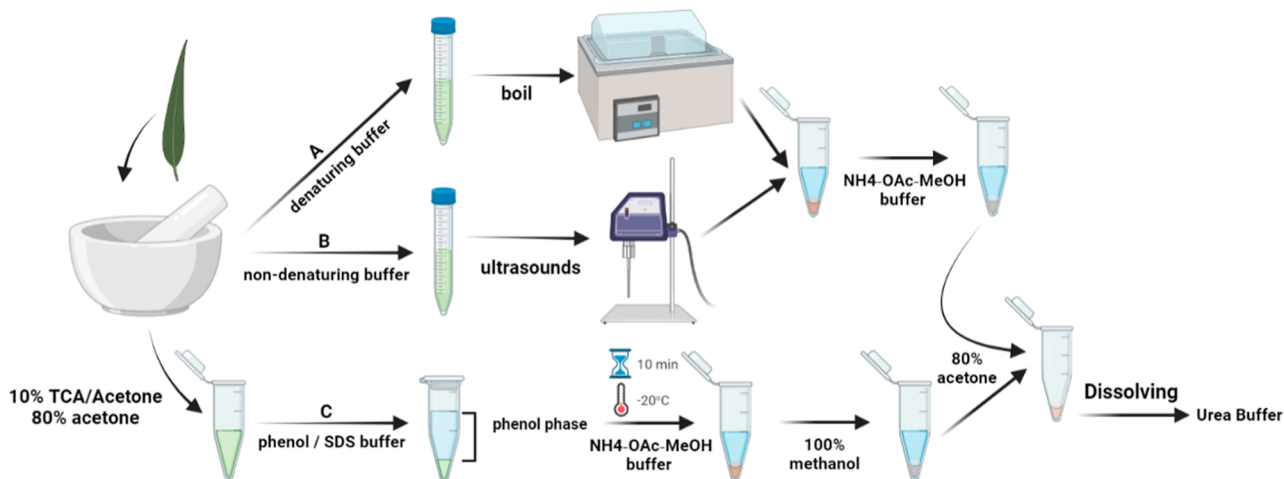 A
denaturing buffer
boil
B
non-denaturing buffer
ultrasounds
NH4-OAc-MeOH
buffer
10% TCA/Acetone
80% acetone
C
phenol / SDS buffer
phenol phase
10 min
-20°C
NH4-OAc-MeOH
buffer
100%
methanol
80%
acetone
Dissolving
Urea Buffer